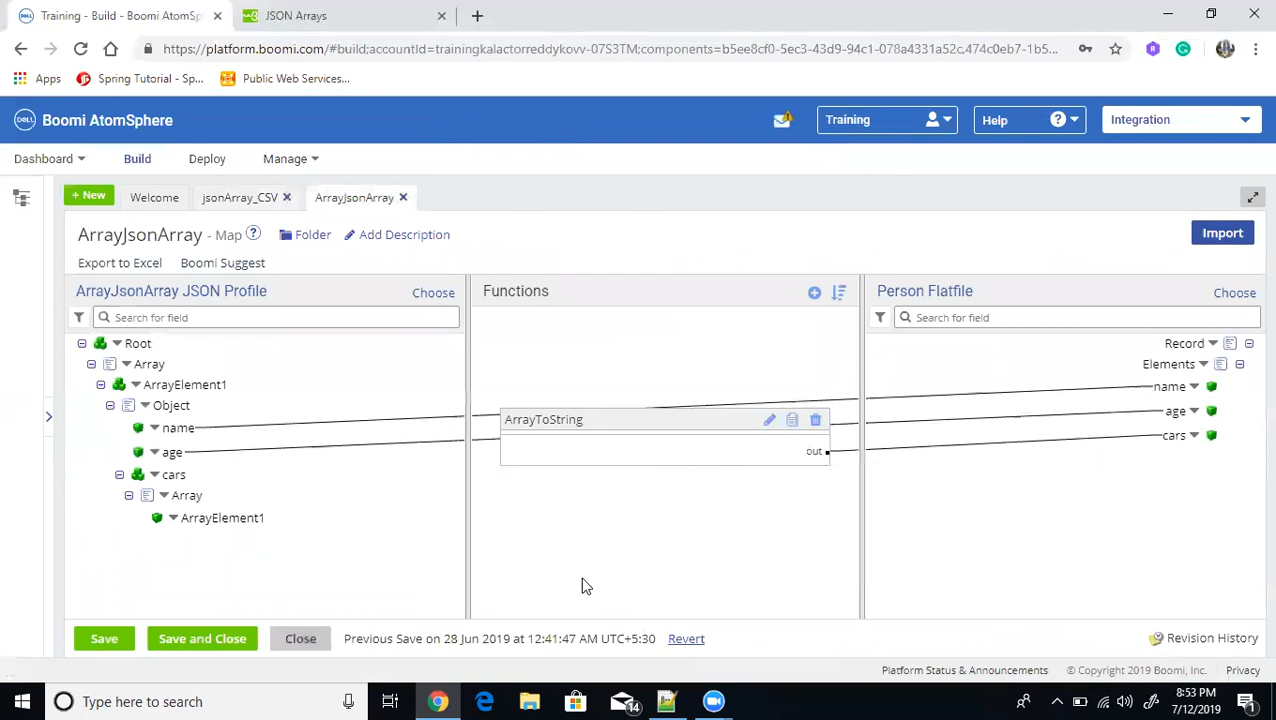 Training - Build - Boomi AtomSp
JSON Arrays
https://platform.boomi.com/#build;accountId=trainingkalactorreddykovv-07S3TM;components=b5ee8cf0-5ec3-43d9-94c1-078a4331a52c,474c0eb7-1b5...
Apps
Spring Tutorial - Sp...
Public Web Services...
DELL
Boomi AtomSphere
Training
Help
Integration
Dashboard
Build
Deploy
Manage
+ New
Welcome
jsonArray_CSV
ArrayJsonArray
ArrayJsonArray - Map
Folder
Add Description
Import
Export to Excel
Boomi Suggest
ArrayJsonArray JSON Profile
Choose
Functions
Person Flatfile
Choose
Search for field
Search for field
Root
Record
Array
Elements
ArrayElement1
name
Object
age
name
ArrayToString
cars
age
out
cars
Array
ArrayElement1
Save
Save and Close
Close
Previous Save on 28 Jun 2019 at 12:41:47 AM UTC+5:30
Revert
Revision History
Platform Status & Announcements
© Copyright 2019 Boomi, Inc.
Privacy
Type here to search
14
8:53 PM
7/12/2019
1